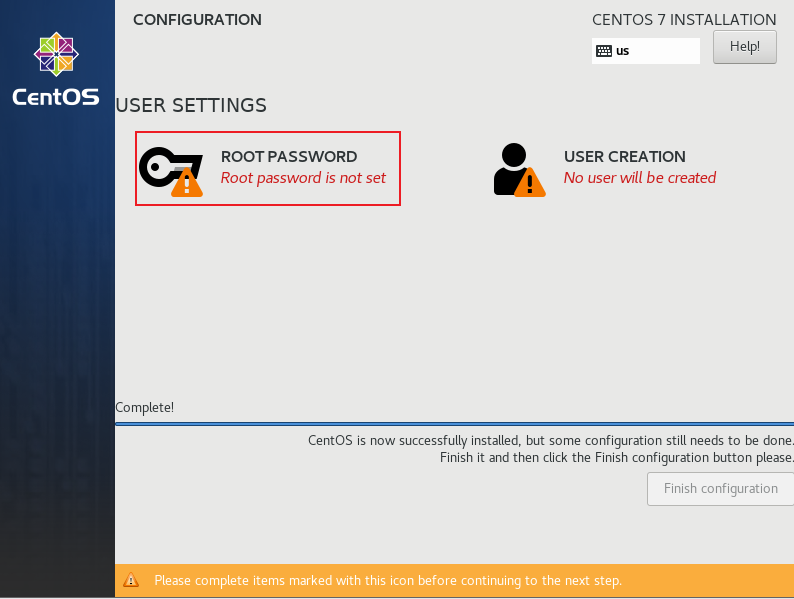 CentOS
CONFIGURATION
CENTOS 7 INSTALLATION
us
Help!
USER SETTINGS
ROOT PASSWORD
Root password is not set
USER CREATION
No user will be created
Complete!
CentOS is now successfully installed, but some configuration still needs to be done.
Finish it and then click the Finish configuration button please.
Finish configuration
Please complete items marked with this icon before continuing to the next step.